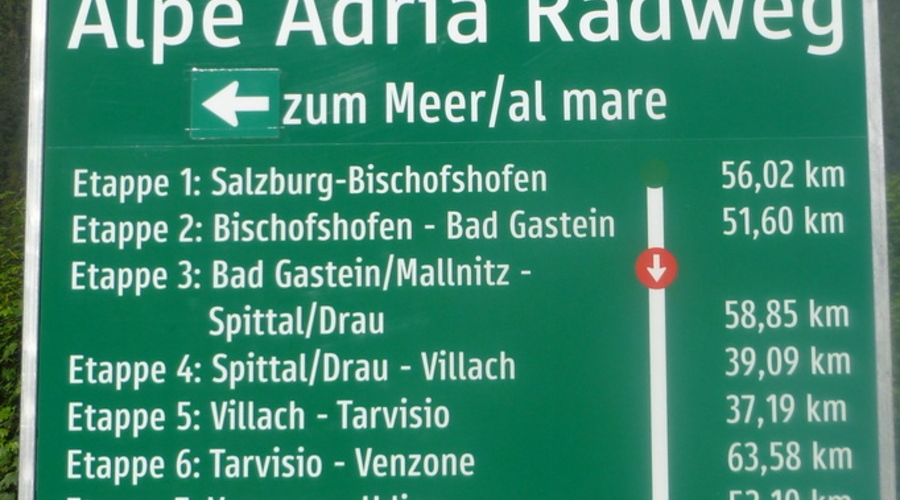 Alpe Adria Radweg
zum Meer/al mare
Etappe 1: Salzburg-Bischofshofen 56,02 km
Etappe 2: Bischofshofen - Bad Gastein 51,60 km
Etappe 3: Bad Gastein/Mallnitz -
Spittal/Drau 58,85 km
Etappe 4: Spittal/Drau - Villach 39,09 km
Etappe 5: Villach - Tarvisio 37,19 km
Etappe 6: Tarvisio - Venzone 63,58 km